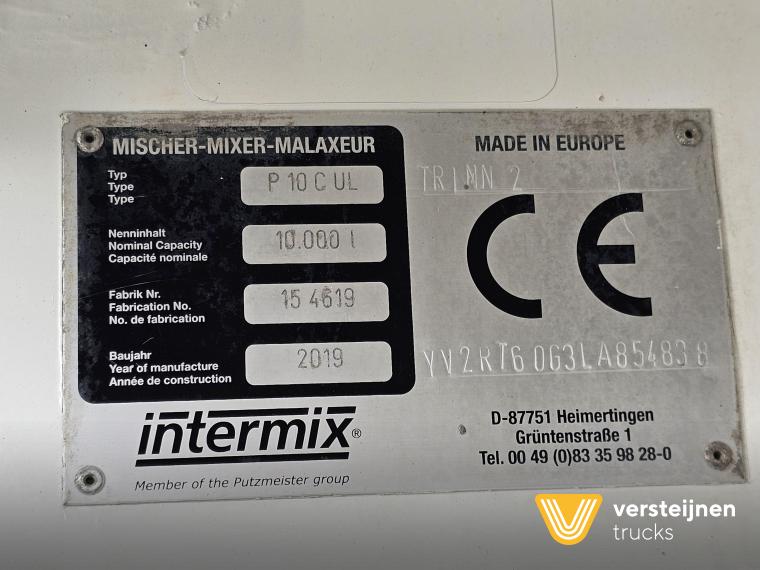 MISCHER-MIXER-MALAXEUR
Typ
Type
Type
P 10 C UL
Nenninhalt
Nominal Capacity
Capacité nominale
10.000 l
Fabrik Nr.
Fabrication No.
No. de fabrication
15 4619
Baujahr
Year of manufacture
Année de construction
2019
intermix®
Member of the Putzmeister group
MADE IN EUROPE
2
CE
YV2RT60G3LA854838
D-87751 Heimertingen
Grüntenstraße 1
Tel. 00 49 (0)83 35 98 28-0
versteijnen
trucks